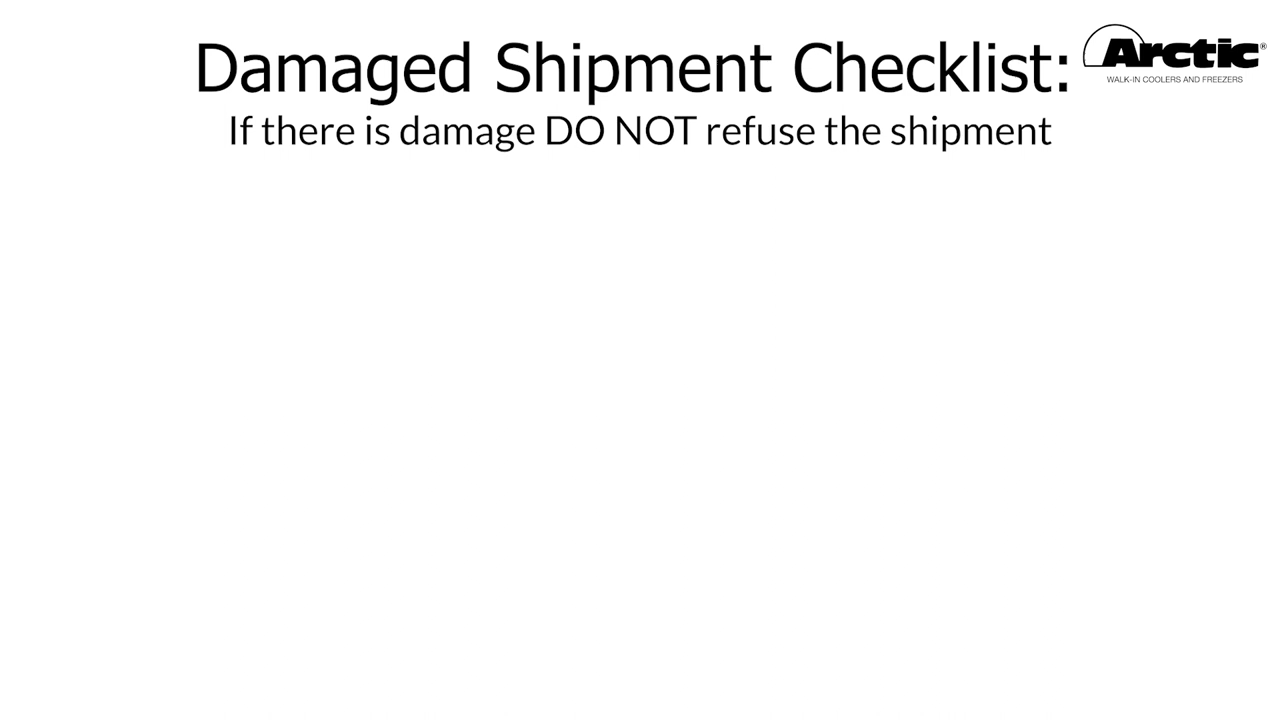 Damaged Shipment Checklist:
If there is damage DO NOT refuse the shipment
Arctic®
WALK-IN COOLERS AND FREEZERS